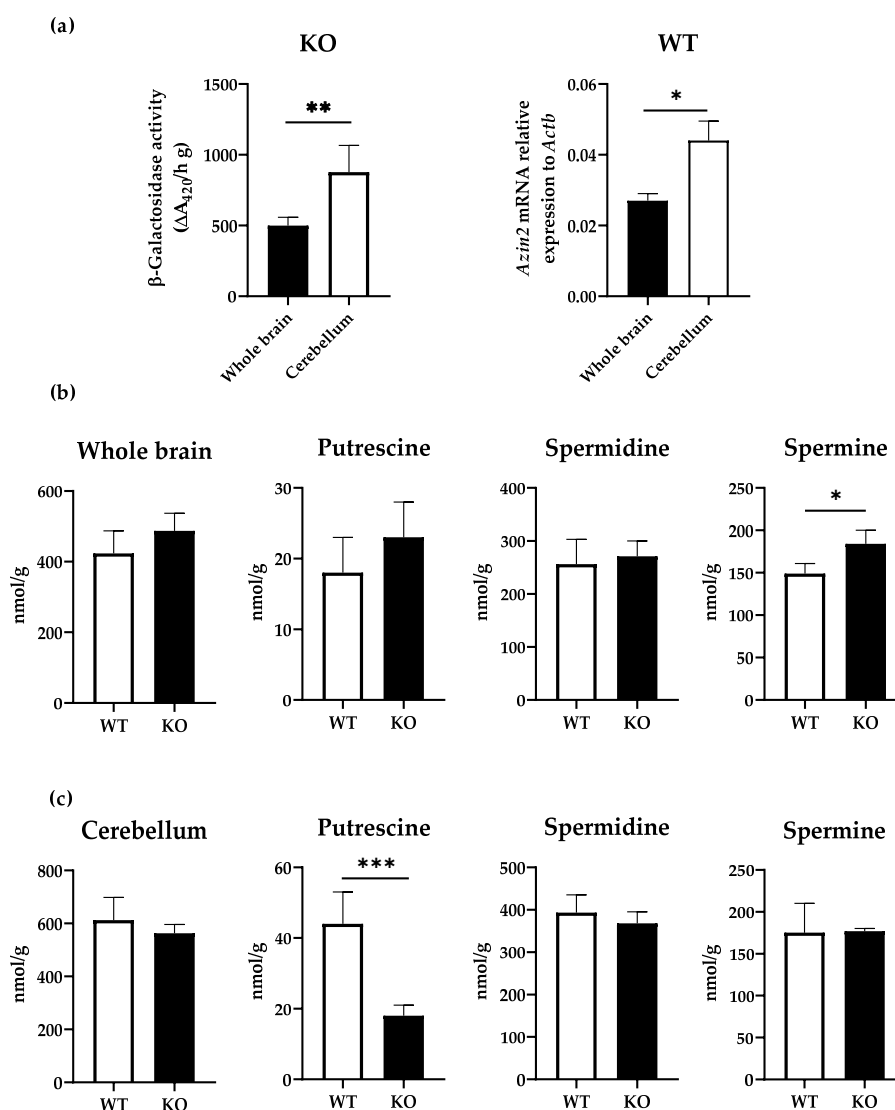 (a)
KO
WT
β-Galactosidase activity
(ΔA420/h g)
1500
1000
500
0
**
Whole brain
Cerebellum
Azin2 mRNA relative
expression to Actb
0.06
0.04
0.02
0.00
*
Whole brain
Cerebellum
(b)
Whole brain
Putrescine
Spermidine
Spermine
nmol/g
600
400
200
0
WT
KO
nmol/g
30
20
10
0
WT
KO
nmol/g
400
300
200
100
0
WT
KO
nmol/g
250
200
150
100
50
0
*
WT
KO
(c)
Cerebellum
Putrescine
Spermidine
Spermine
nmol/g
800
600
400
200
0
WT
KO
nmol/g
60
40
20
0
***
WT
KO
nmol/g
500
400
300
200
100
0
WT
KO
nmol/g
250
200
150
100
50
0
WT
KO